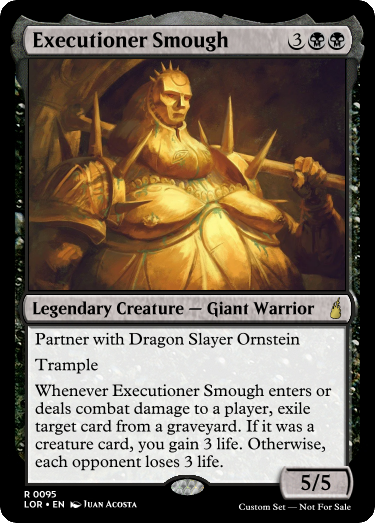 Executioner Smough 3
Legendary Creature — Giant Warrior
Partner with Dragon Slayer Ornstein
Trample
Whenever Executioner Smough enters or
deals combat damage to a player, exile
target card from a graveyard. If it was a
creature card, you gain 3 life. Otherwise,
each opponent loses 3 life.
5/5
R 0095
LOR • EN Juan Acosta
Custom Set — Not For Sale